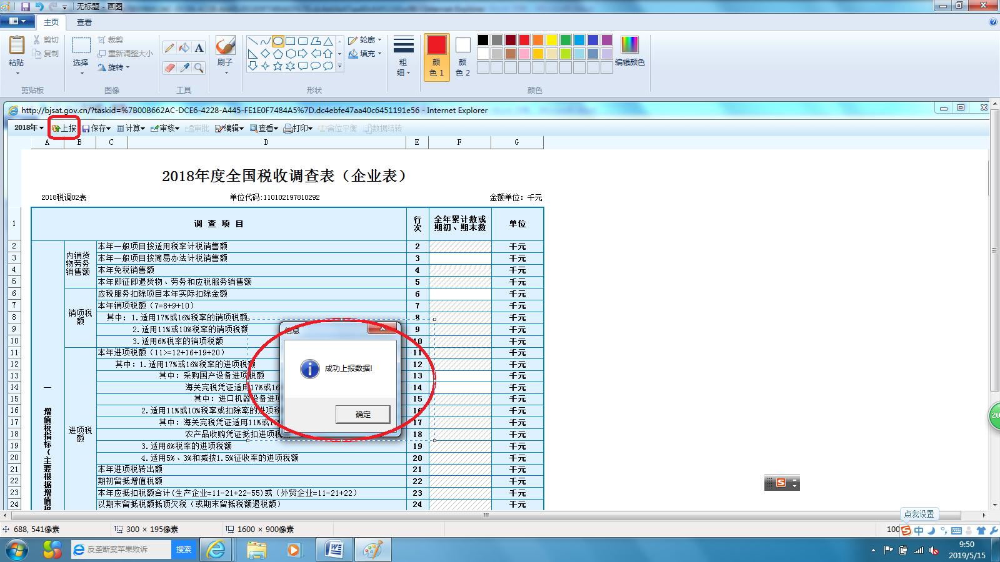 无标题 - 画图
主页 查看
粘贴
剪切
复制
剪贴板
选择
裁剪
重新调整大小
旋转
图像
A
工具
刷子
轮廓
填充
形状
粗细
颜色 1
颜色 2
编辑颜色
颜色
http://bjsat.gov.cn/?taskid=%7B00B662AC-DCE6-4228-A445-FE1E0F7484A5%7D.dc4ebfe47aa40c6451191e56 - Internet Explorer
2018年 上报 保存 计算 审核 审批 编辑 查看 打印 舍位平衡 数据结转
A B C D E F G
2018年度全国税收调查表（企业表）
2018税调02表 单位代码:110102197810292 金额单位：千元
1 调 查 项 目 行次 全年累计数或期初、期末数 单位
一
增值税指标(主要根据增值税
内销货物劳务销售额
2 本年一般项目按适用税率计税销售额 2 千元
3 本年一般项目按简易办法计税销售额 3 千元
4 本年免税销售额 4 千元
5 本年即征即退货物、劳务和应税服务销售额 5 千元
销项税额
6 应税服务扣除项目本年实际扣除金额 6 千元
7 本年销项税额（7=8+9+10） 7 千元
8 其中：1.适用17%或16%税率的销项税额 8 千元
9 2.适用11%或10%税率的销项税额 9 千元
10 3.适用6%税率的销项税额 10 千元
进项税额
11 本年进项税额（11>=12+16+19+20） 11 千元
12 其中：1.适用17%或16%税率的进项税额 12 千元
13 其中：采购国产设备进项税额 13 千元
14 海关完税凭证适用17%或16 14 千元
15 其中：进口机器设备进项 15 千元
16 2.适用11%或10%税率或扣除率的进项税 16 千元
17 其中：海关完税凭证适用11%或10 17 千元
18 农产品收购凭证抵扣进项税 18 千元
19 3.适用6%税率的进项税额 19 千元
20 4.适用5%、3%和减按1.5%征收率的进项税额 20 千元
21 本年进项税转出额 21 千元
22 期初留抵增值税额 22 千元
23 本年应抵扣税额合计(生产企业=11-21+22-55)或（外贸企业=11-21+22） 23 千元
24 以期末留抵税额抵顶欠税（或期末留抵税额退税额） 24 千元
信息
成功上报数据!
确定
20
S
点我设置
688, 541像素 300 × 195像素 1600 × 900像素 100
S 中
反垄断案苹果败诉 搜索
9:50
2019/5/15